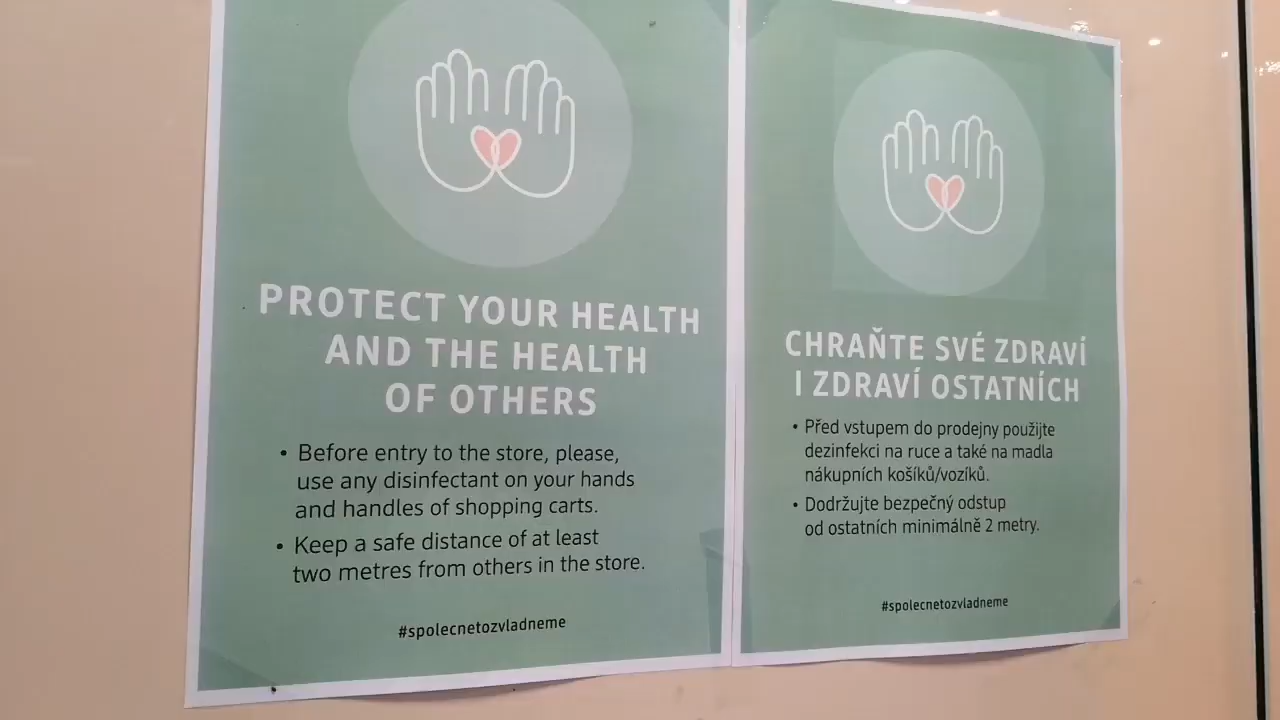 PROTECT YOUR HEALTH
AND THE HEALTH
OF OTHERS
• Before entry to the store, please,
use any disinfectant on your hands
and handles of shopping carts.
• Keep a safe distance of at least
two metres from others in the store.
#spolecnetozvladneme
CHRAŇTE SVÉ ZDRAVÍ
I ZDRAVÍ OSTATNÍCH
• Před vstupem do prodejny použijte
dezinfekci na ruce a také na madla
nákupních košíků/vozíků.
• Dodržujte bezpečný odstup
od ostatních minimálně 2 metry.
#spolecnetozvladneme